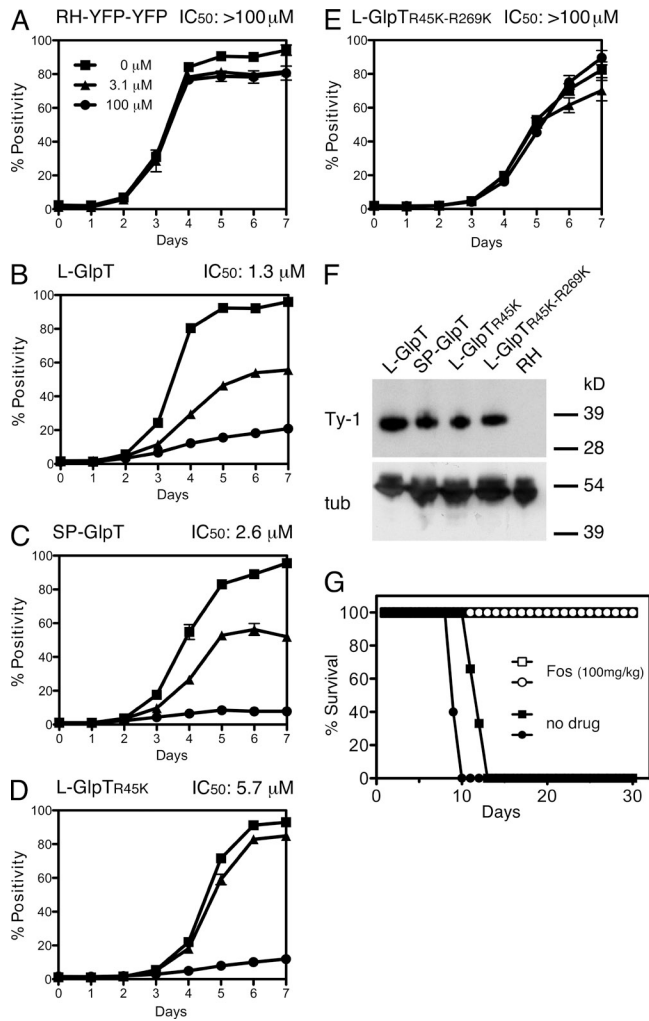 A RH-YFP-YFP IC50: >100 μM
0 μM
3.1 μM
100 μM
% Positivity
100
80
60
40
20
0
0 1 2 3 4 5 6 7
Days
B L-GlpT IC50: 1.3 μM
% Positivity
100
80
60
40
20
0
0 1 2 3 4 5 6 7
Days
C SP-GlpT IC50: 2.6 μM
% Positivity
100
80
60
40
20
0
0 1 2 3 4 5 6 7
Days
D L-GlpTR45K IC50: 5.7 μM
% Positivity
100
80
60
40
20
0
0 1 2 3 4 5 6 7
Days
E L-GlpTR45K-R269K IC50: >100 μM
% Positivity
100
80
60
40
20
0
0 1 2 3 4 5 6 7
Days
F
L-GlpT SP-GlpT L-GlpTR45K L-GlpTR45K-R269K RH
kD
Ty-1
39
28
tub
54
39
G
% Survival
100
80
60
40
20
0
Fos (100mg/kg)
no drug
0 10 20 30
Days